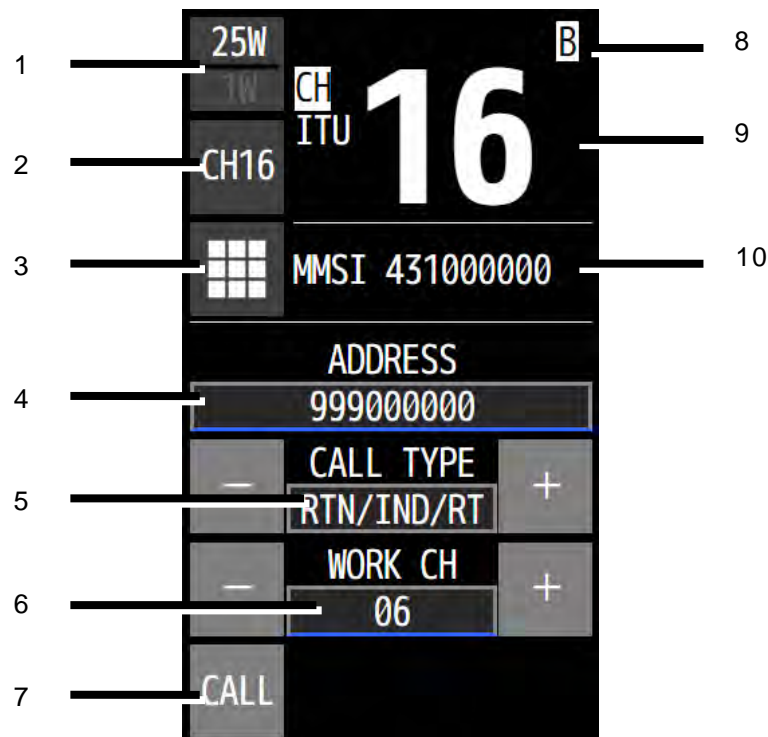 1
25W
1W
2
CH16
3
CH
ITU
16
B
8
9
MMSI 431000000
10
ADDRESS
4
999000000
CALL TYPE
−
+
5
RTN/IND/RT
WORK CH
−
+
6
06
7
CALL